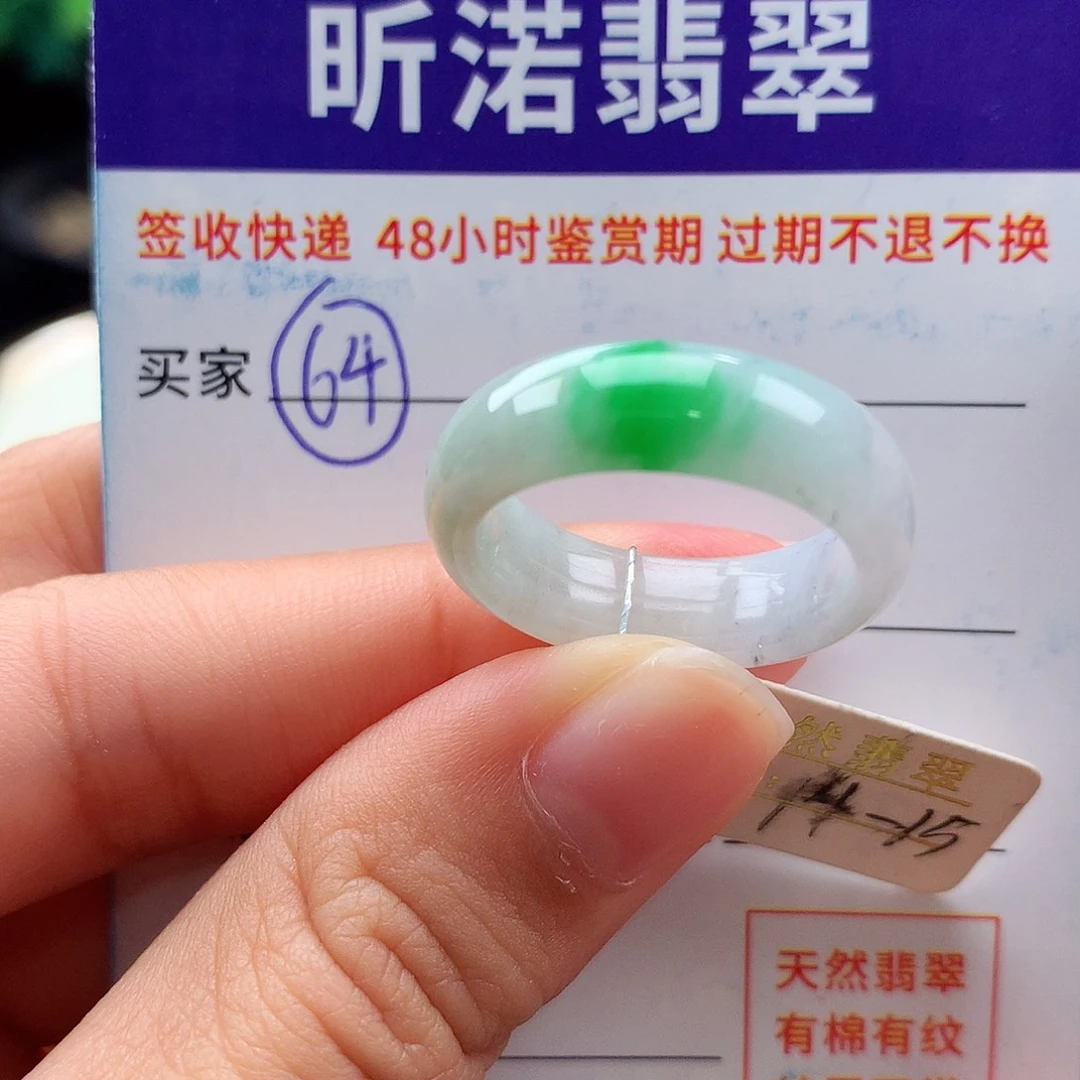 昕渃翡翠
签收快递 48小时鉴赏期 过期不退不换
买家 64
然翡翠
天然翡翠
有棉有纹